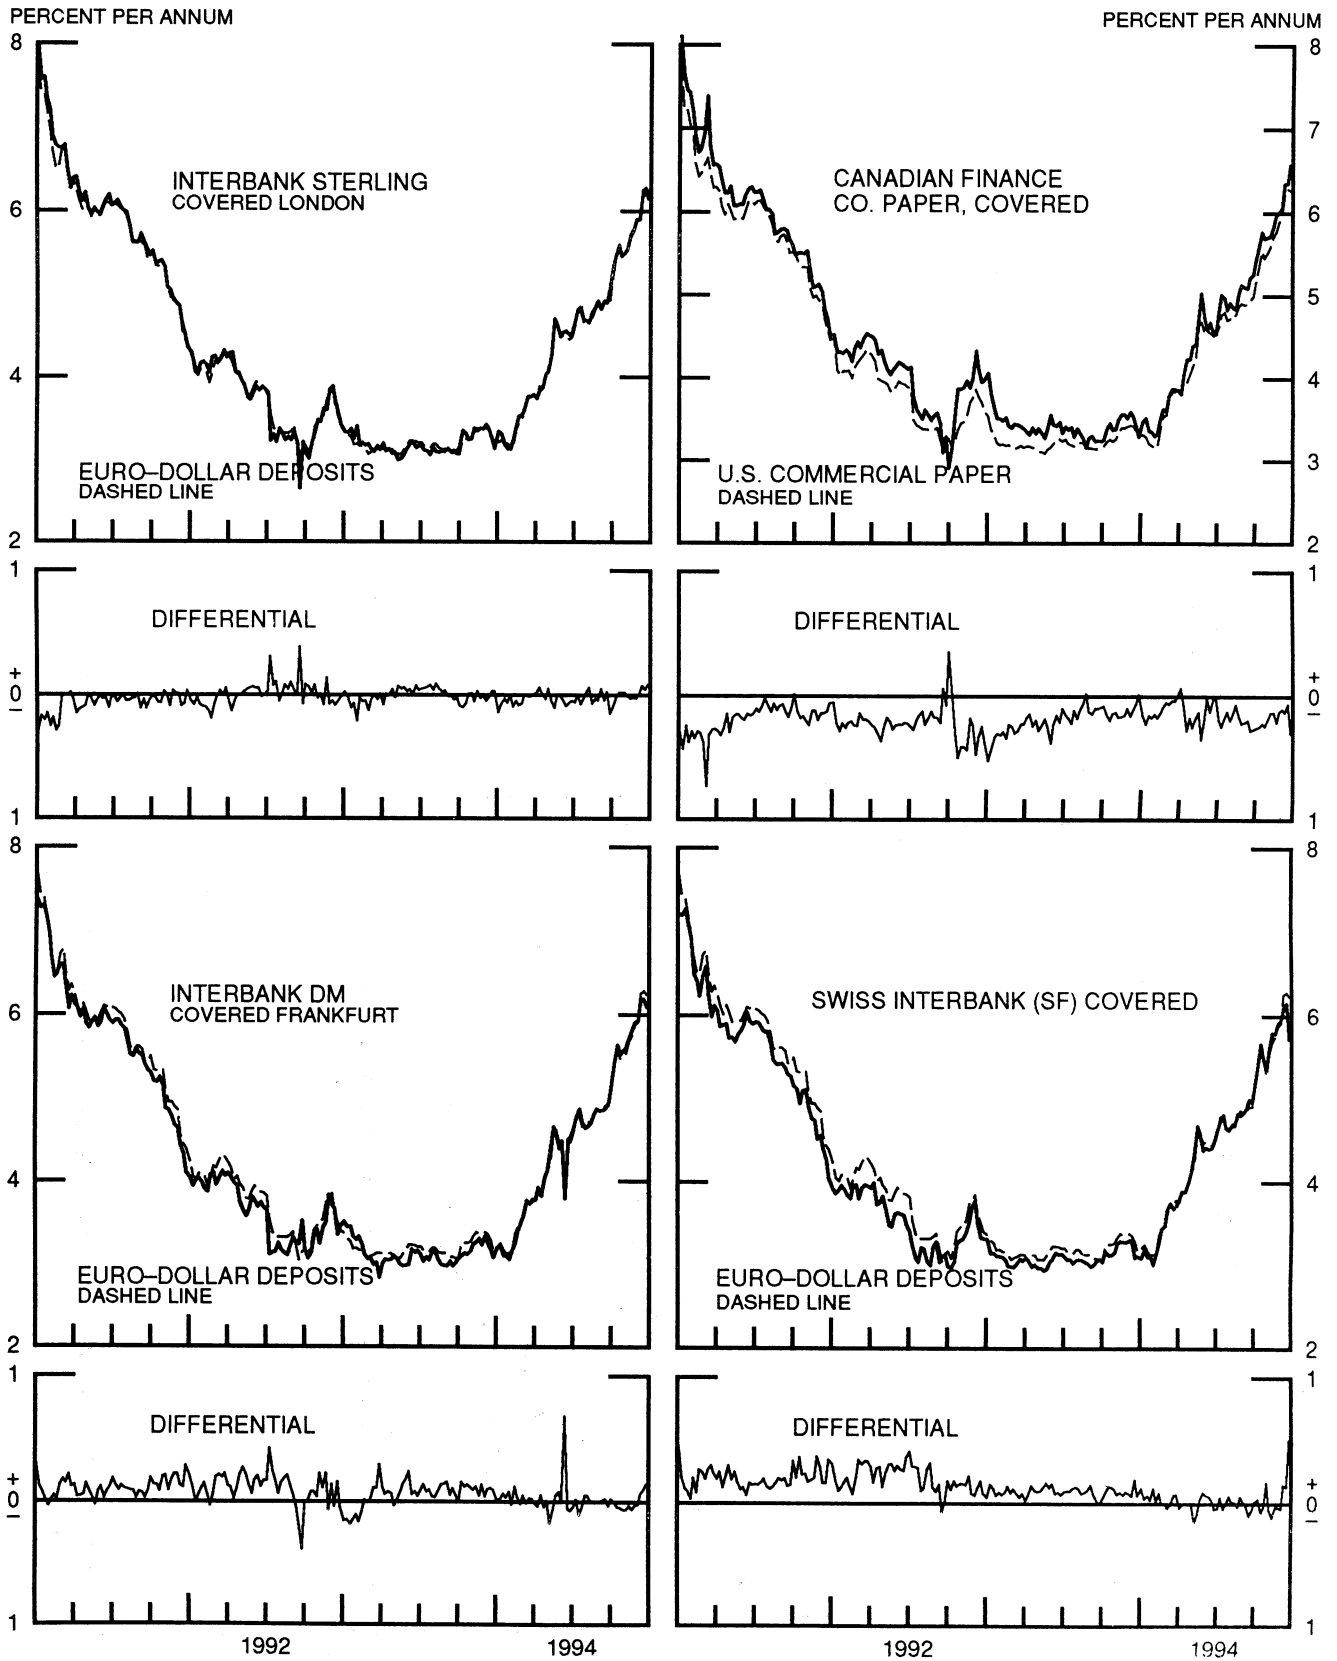 PERCENT PER ANNUM
PERCENT PER ANNUM
8
6
4
2
INTERBANK STERLING
COVERED LONDON
EURO–DOLLAR DEPOSITS
DASHED LINE
8
7
6
5
4
3
2
CANADIAN FINANCE
CO. PAPER, COVERED
U.S. COMMERCIAL PAPER
DASHED LINE
1
+
0
–
1
DIFFERENTIAL
1
+
0
–
1
DIFFERENTIAL
8
6
4
2
INTERBANK DM
COVERED FRANKFURT
EURO–DOLLAR DEPOSITS
DASHED LINE
8
6
4
2
SWISS INTERBANK (SF) COVERED
EURO–DOLLAR DEPOSITS
DASHED LINE
1
+
0
–
1
DIFFERENTIAL
1992
1994
1
+
0
–
1
DIFFERENTIAL
1992
1994